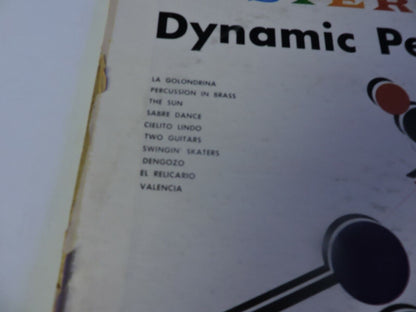 Dynamic Pe
LA GOLONDRINA
PERCUSSION IN BRASS
THE SUN
SABRE DANCE
CIELITO LINDO
TWO GUITARS
SWINGIN' SKATERS
DENGOZO
EL RELICARIO
VALENCIA